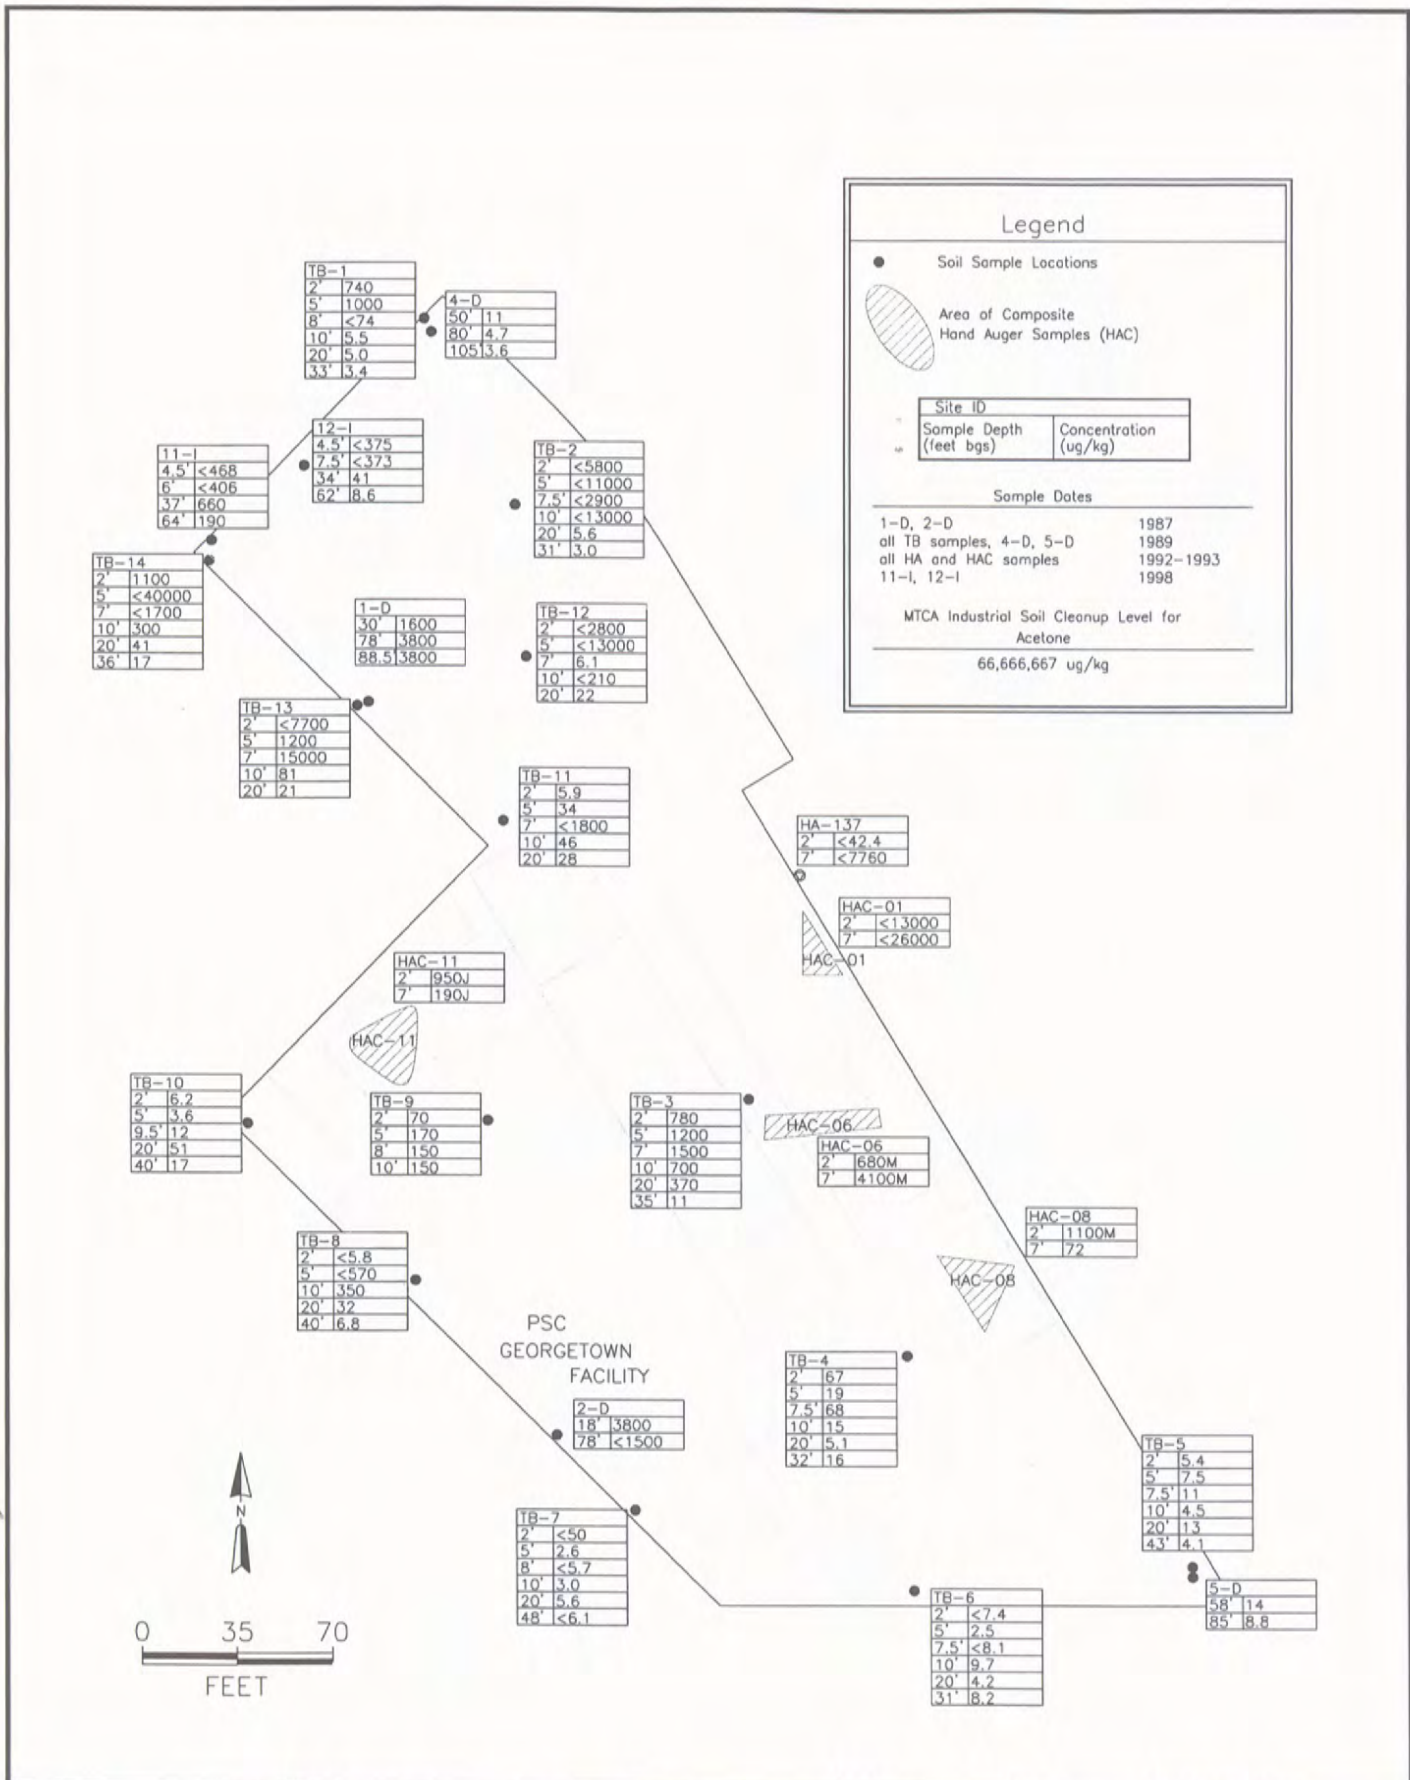 Legend
Soil Sample Locations
Area of Composite
Hand Auger Samples (HAC)
Site ID
Sample Depth Concentration
(feet bgs) (ug/kg)
Sample Dates
1-D, 2-D 1987
all TB samples, 4-D, 5-D 1989
all HA and HAC samples 1992-1993
11-I, 12-I 1998
MTCA Industrial Soil Cleanup Level for
Acetone
66,666,667 ug/kg
TB-1
2' 740
5' 1000
8' <74
10' 5.5
20' 5.0
33' 3.4
4-D
50' 11
80' 4.7
105' 3.6
12-I
4.5' <375
7.5' <373
34' 41
62' 8.6
11-I
4.5' <468
6' <406
37' 660
64' 190
TB-2
2' <5800
5' <11000
7.5' <2900
10' <13000
20' 5.6
31' 3.0
TB-14
2' 1100
5' <40000
7' <1700
10' 300
20' 41
36' 17
1-D
30' 1600
78' 3800
88.5' 3800
TB-12
2' <2800
5' <13000
7' 6.1
10' <210
20' 22
TB-13
2' <7700
5' 1200
7' 15000
10' 81
20' 21
TB-11
2' 5.9
5' 34
7' <1800
10' 46
20' 28
HA-137
2' <42.4
7' <7760
HAC-01
2' <13000
7' <26000
HAC-01
HAC-11
2' 950J
7' 190J
HAC-11
TB-10
2' 6.2
5' 3.6
9.5' 12
20' 51
40' 17
TB-9
2' 70
5' 170
8' 150
10' 150
TB-3
2' 780
5' 1200
7' 1500
10' 700
20' 370
35' 11
HAC-06
HAC-06
2' 680M
7' 4100M
HAC-08
2' 1100M
7' 72
HAC-08
TB-8
2' <5.8
5' <570
10' 350
20' 32
40' 6.8
PSC
GEORGETOWN
FACILITY
2-D
18' 3800
78' <1500
TB-4
2' 67
5' 19
7.5' 68
10' 15
20' 5.1
32' 16
TB-5
2' 5.4
5' 7.5
7.5' 11
10' 4.5
20' 13
43' 4.1
TB-7
2' <50
5' 2.6
8' <5.7
10' 3.0
20' 5.6
48' <6.1
5-D
58' 14
85' 8.8
TB-6
2' <7.4
5' 2.5
7.5' <8.1
10' 9.7
20' 4.2
31' 8.2
N
0 35 70
FEET